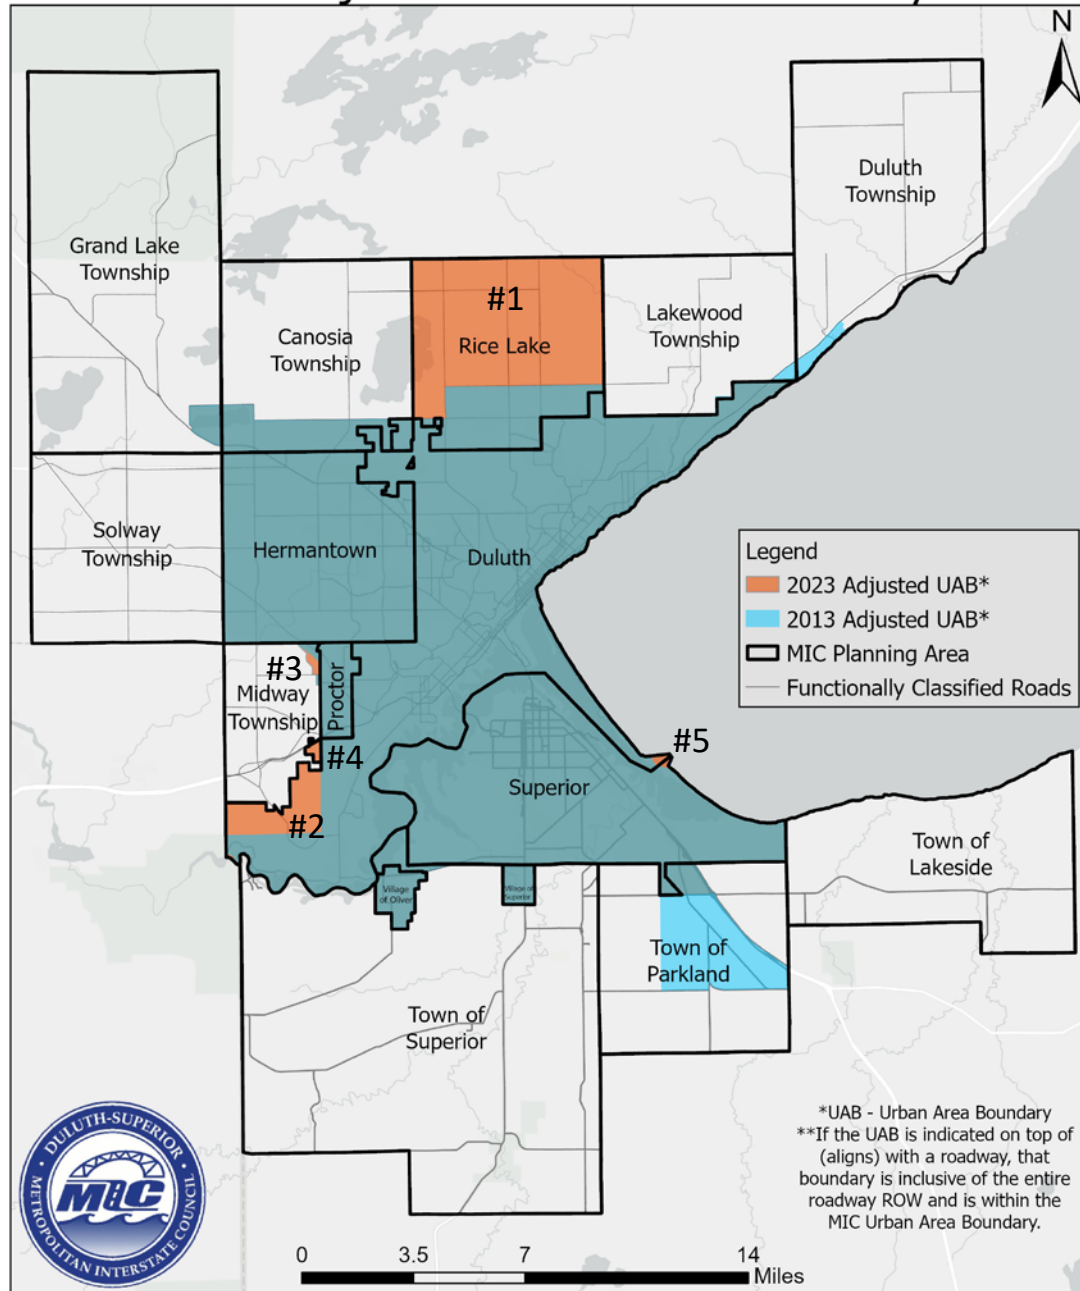 N
Duluth
Township
Grand Lake
Township
#1
Lakewood
Township
Canosia
Township
Rice Lake
Solway
Township
Hermantown
Duluth
Legend
2023 Adjusted UAB*
2013 Adjusted UAB*
MIC Planning Area
Functionally Classified Roads
#3
Midway
Township
Proctor
#4
#5
Superior
#2
Town of
Lakeside
Village
of Oliver
Village of
Superior
Town of
Parkland
Town of
Superior
*UAB - Urban Area Boundary
**If the UAB is indicated on top of
(aligns) with a roadway, that
boundary is inclusive of the entire
roadway ROW and is within the
MIC Urban Area Boundary.
DULUTH-SUPERIOR
MIC
METROPOLITAN INTERSTATE COUNCIL
0 3.5 7 14
Miles